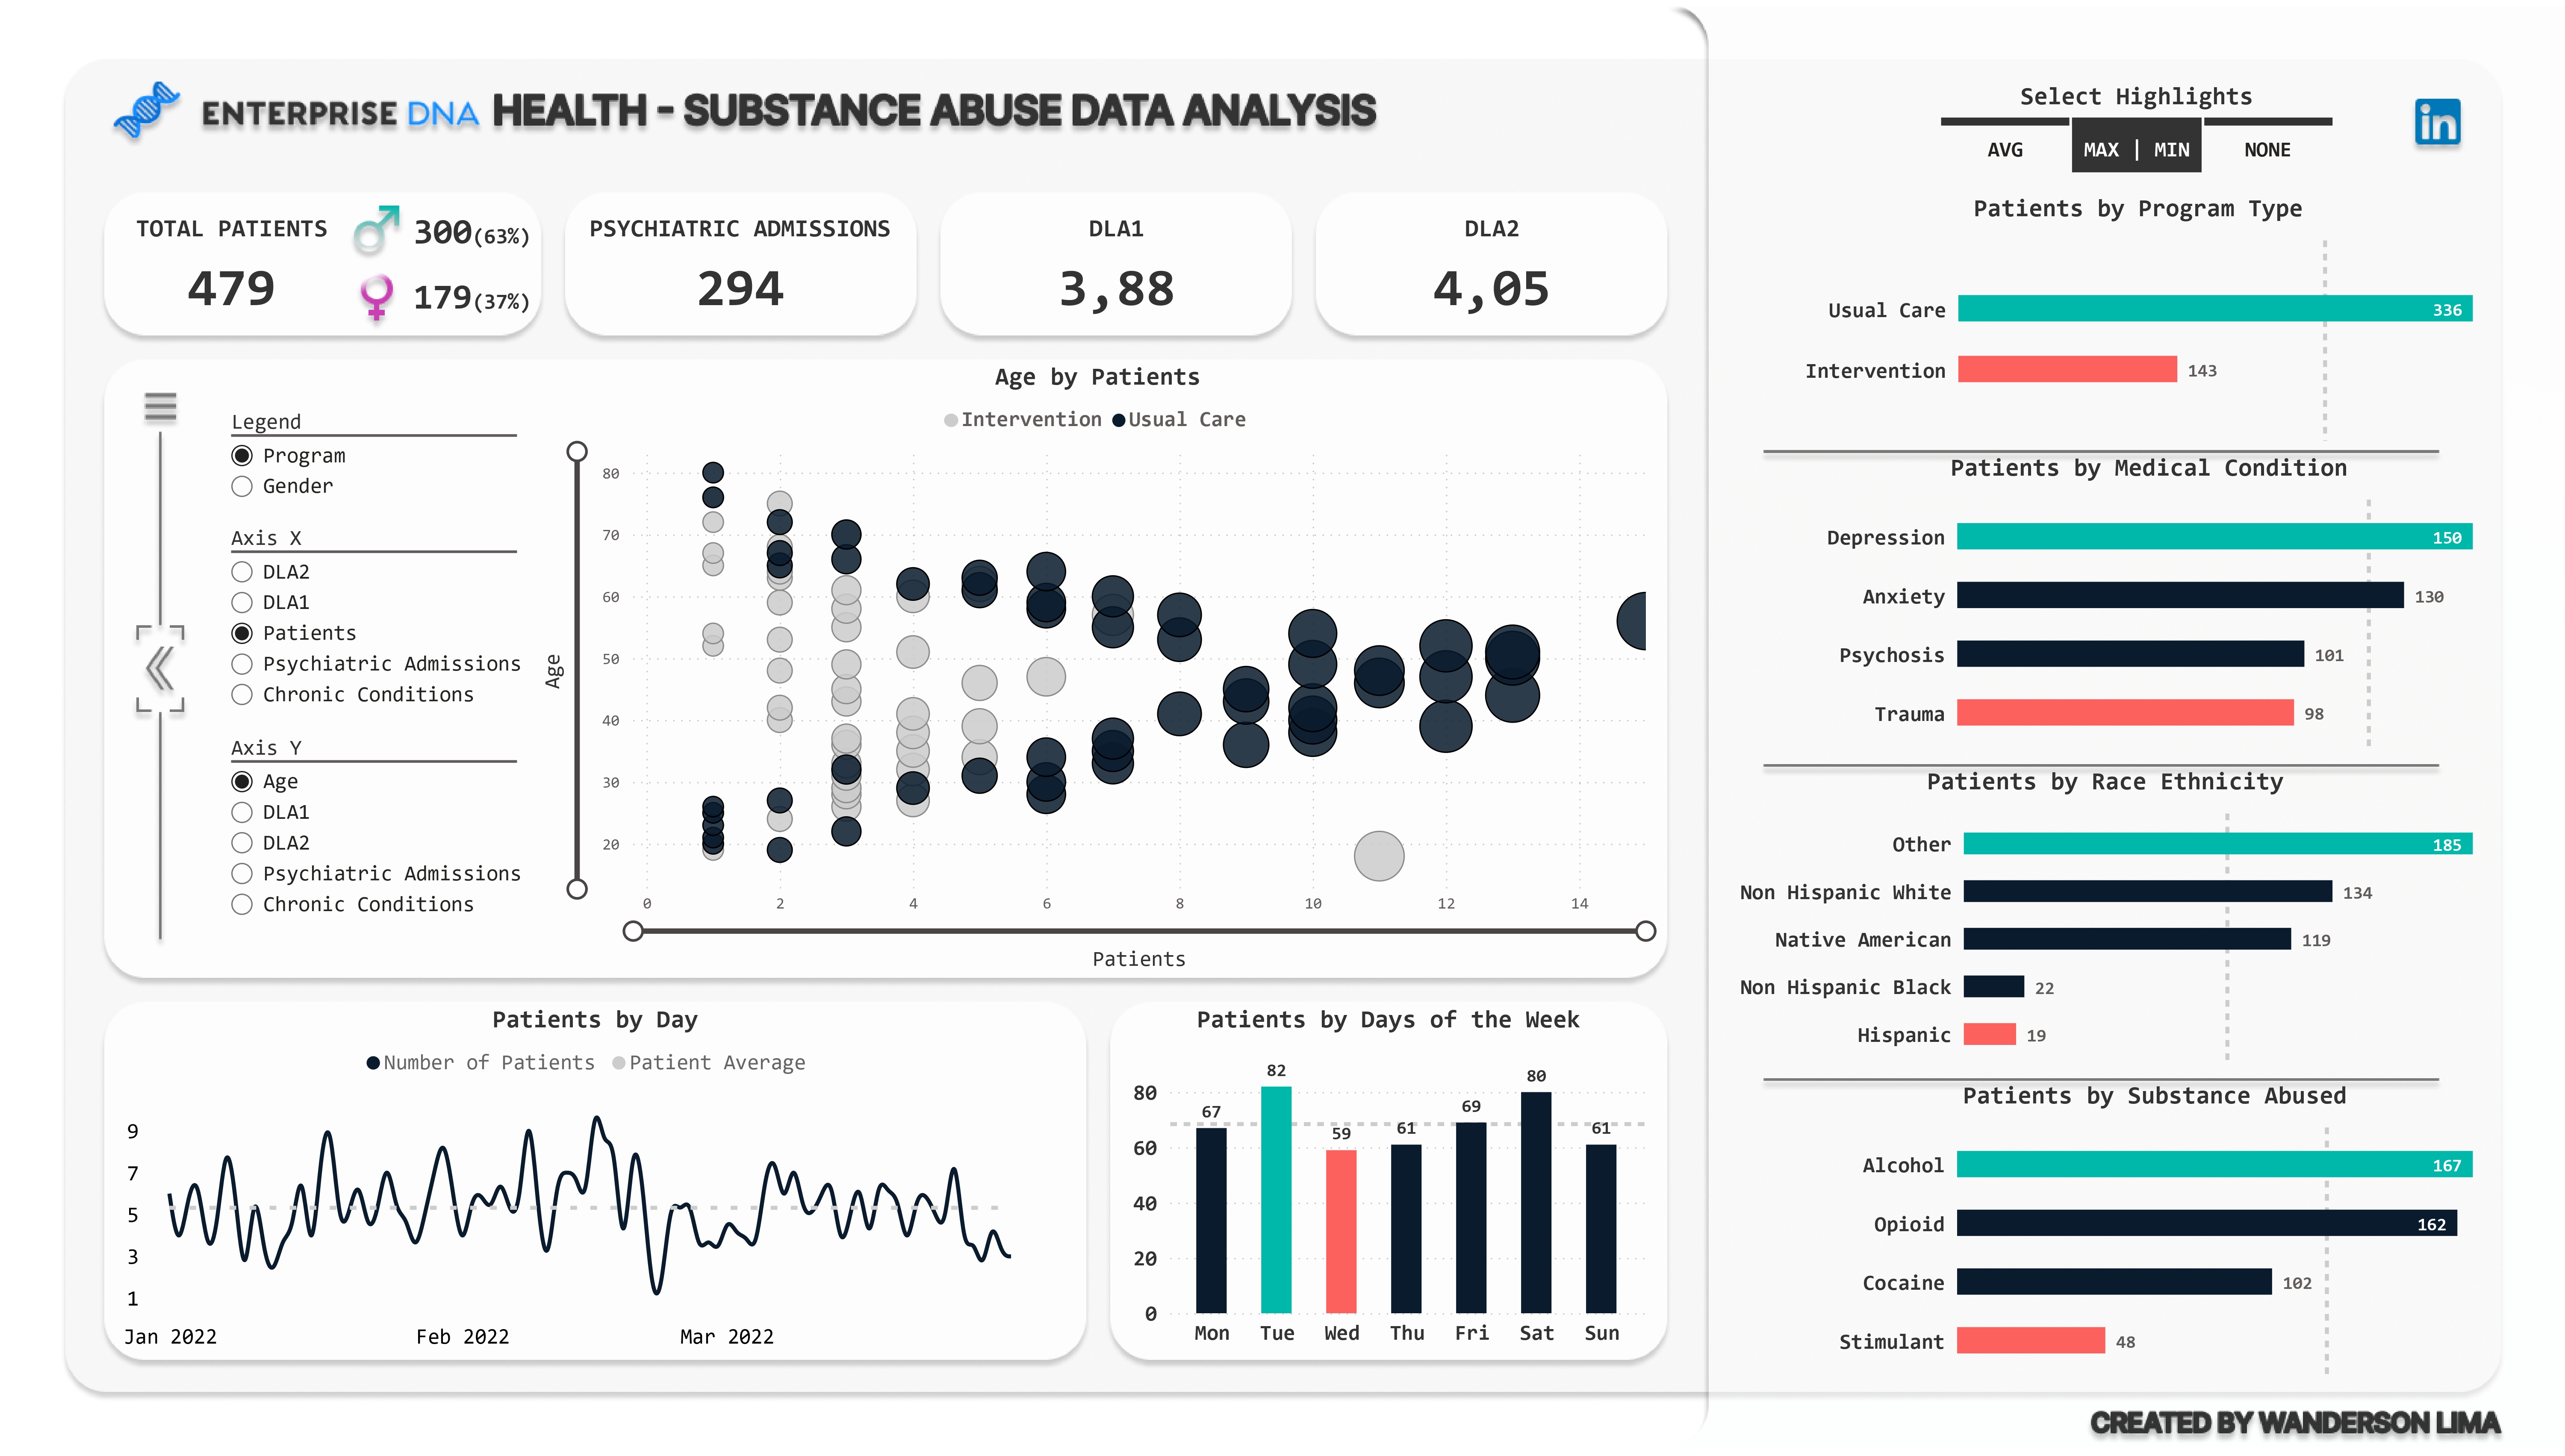 ENTERPRISE DNA HEALTH - SUBSTANCE ABUSE DATA ANALYSIS
TOTAL PATIENTS
479
300(63%)
179(37%)
PSYCHIATRIC ADMISSIONS
294
DLA1
3,88
DLA2
4,05
Legend
Program
Gender
Axis X
DLA2
DLA1
Patients
Psychiatric Admissions
Chronic Conditions
Axis Y
Age
DLA1
DLA2
Psychiatric Admissions
Chronic Conditions
Age by Patients
Intervention Usual Care
Age
80
70
60
50
40
30
20
0 2 4 6 8 10 12 14
Patients
Patients by Day
Number of Patients Patient Average
9
7
5
3
1
Jan 2022 Feb 2022 Mar 2022
Patients by Days of the Week
80
60
40
20
0
67 82 59 61 69 80 61
Mon Tue Wed Thu Fri Sat Sun
Select Highlights
AVG MAX | MIN NONE
in
Patients by Program Type
Usual Care 336
Intervention 143
Patients by Medical Condition
Depression 150
Anxiety 130
Psychosis 101
Trauma 98
Patients by Race Ethnicity
Other 185
Non Hispanic White 134
Native American 119
Non Hispanic Black 22
Hispanic 19
Patients by Substance Abused
Alcohol 167
Opioid 162
Cocaine 102
Stimulant 48
CREATED BY WANDERSON LIMA